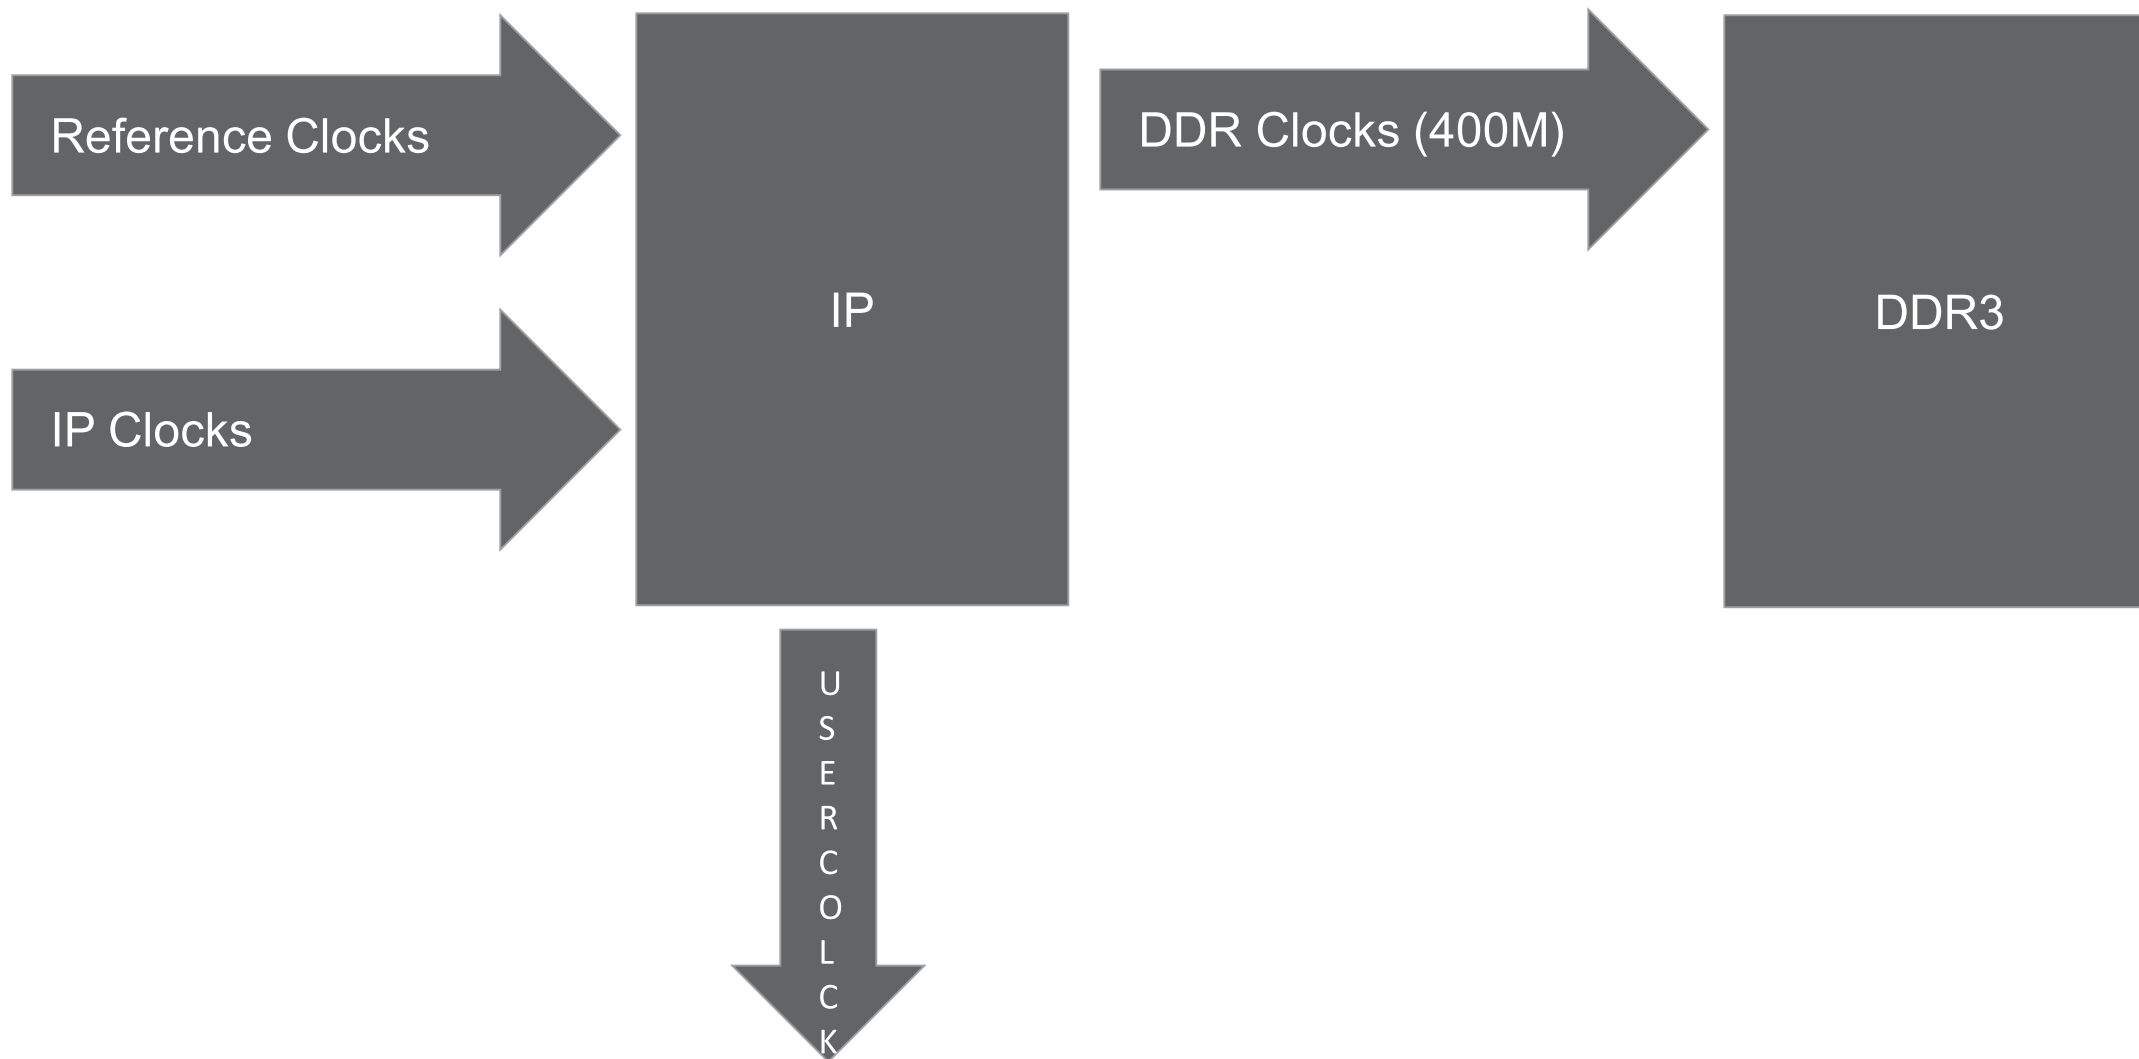 Reference Clocks
DDR Clocks (400M)
IP
DDR3
IP Clocks
U
S
E
R
C
O
L
C
K